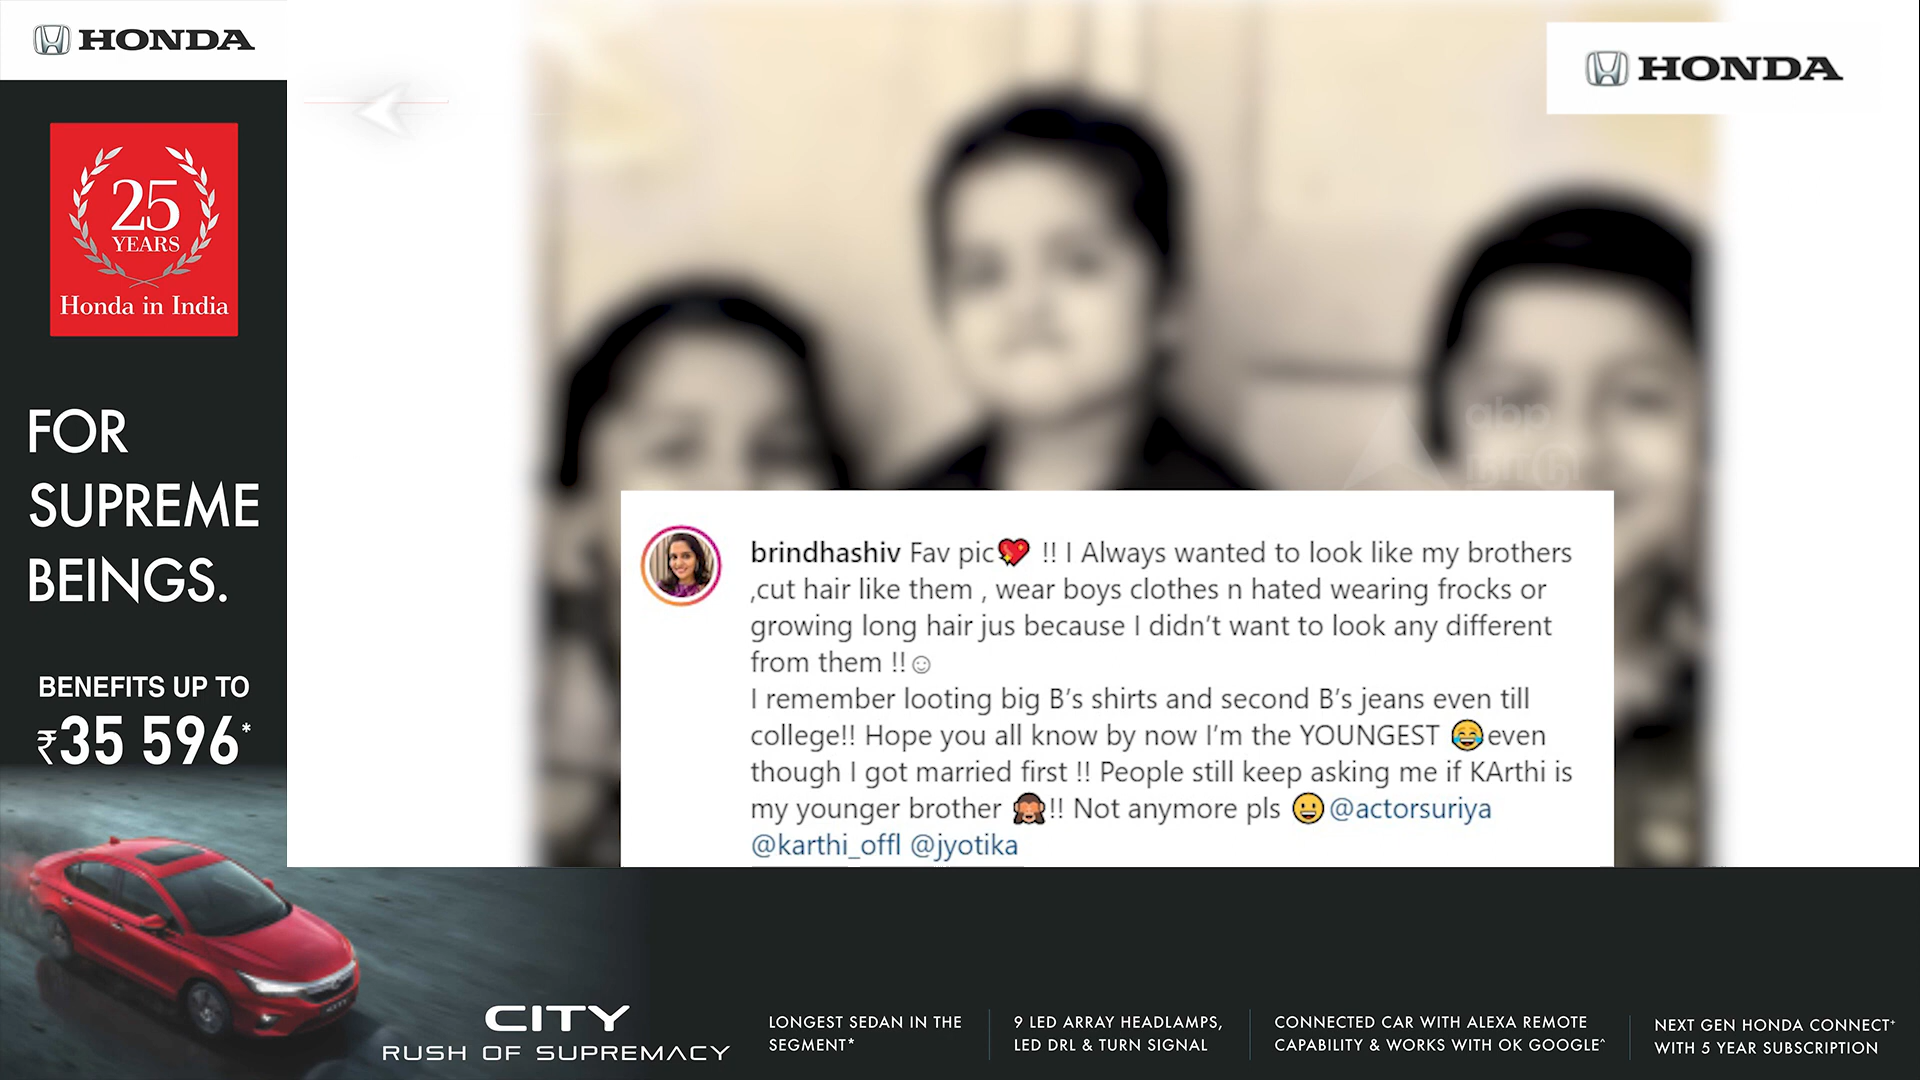 HONDA
HONDA
25
YEARS
Honda in India
FOR
SUPREME
BEINGS.
BENEFITS UP TO
₹35 596*
abp
நாடு
brindhashiv Fav pic💖 !! I Always wanted to look like my brothers
,cut hair like them , wear boys clothes n hated wearing frocks or
growing long hair jus because I didn’t want to look any different
from them !!☺
I remember looting big B’s shirts and second B’s jeans even till
college!! Hope you all know by now I’m the YOUNGEST 😂even
though I got married first !! People still keep asking me if KArthi is
my younger brother 🙈!! Not anymore pls 😀@actorsuriya
@karthi_offl @jyotika
CITY
RUSH OF SUPREMACY
LONGEST SEDAN IN THE
SEGMENT*
9 LED ARRAY HEADLAMPS,
LED DRL & TURN SIGNAL
CONNECTED CAR WITH ALEXA REMOTE
CAPABILITY & WORKS WITH OK GOOGLE^
NEXT GEN HONDA CONNECT+
WITH 5 YEAR SUBSCRIPTION